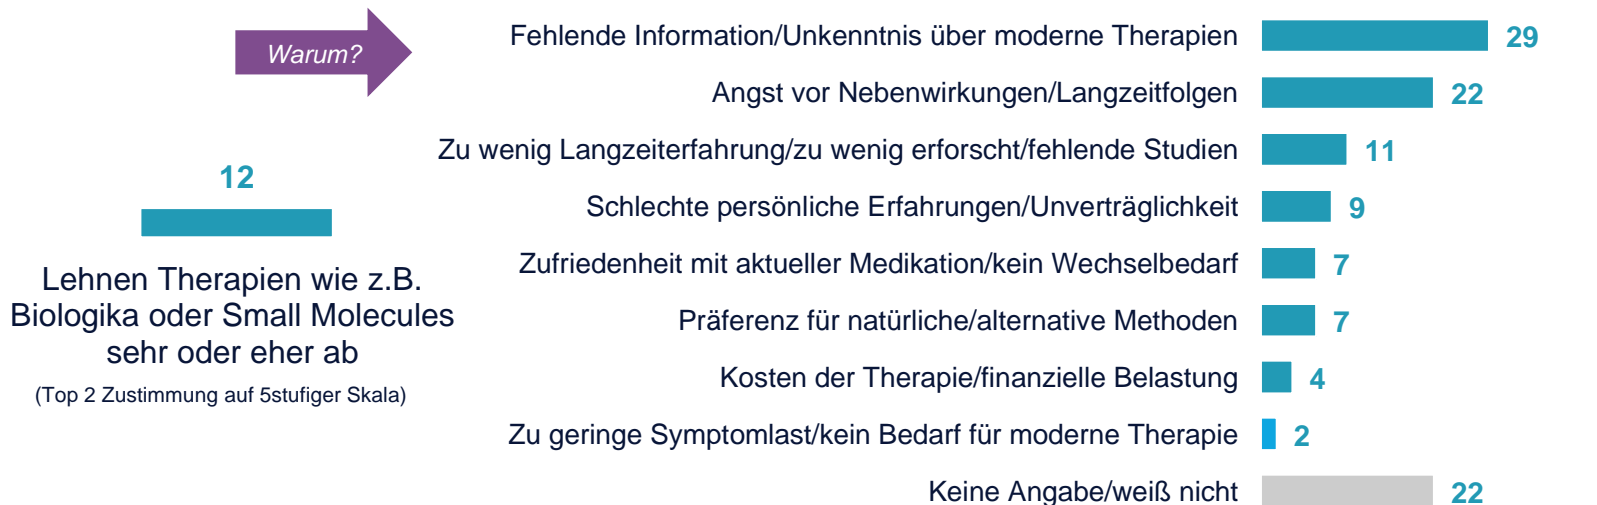 Warum?
12
Lehnen Therapien wie z.B.
Biologika oder Small Molecules
sehr oder eher ab
(Top 2 Zustimmung auf 5stufiger Skala)
Fehlende Information/Unkenntnis über moderne Therapien 29
Angst vor Nebenwirkungen/Langzeitfolgen 22
Zu wenig Langzeiterfahrung/zu wenig erforscht/fehlende Studien 11
Schlechte persönliche Erfahrungen/Unverträglichkeit 9
Zufriedenheit mit aktueller Medikation/kein Wechselbedarf 7
Präferenz für natürliche/alternative Methoden 7
Kosten der Therapie/finanzielle Belastung 4
Zu geringe Symptomlast/kein Bedarf für moderne Therapie 2
Keine Angabe/weiß nicht 22